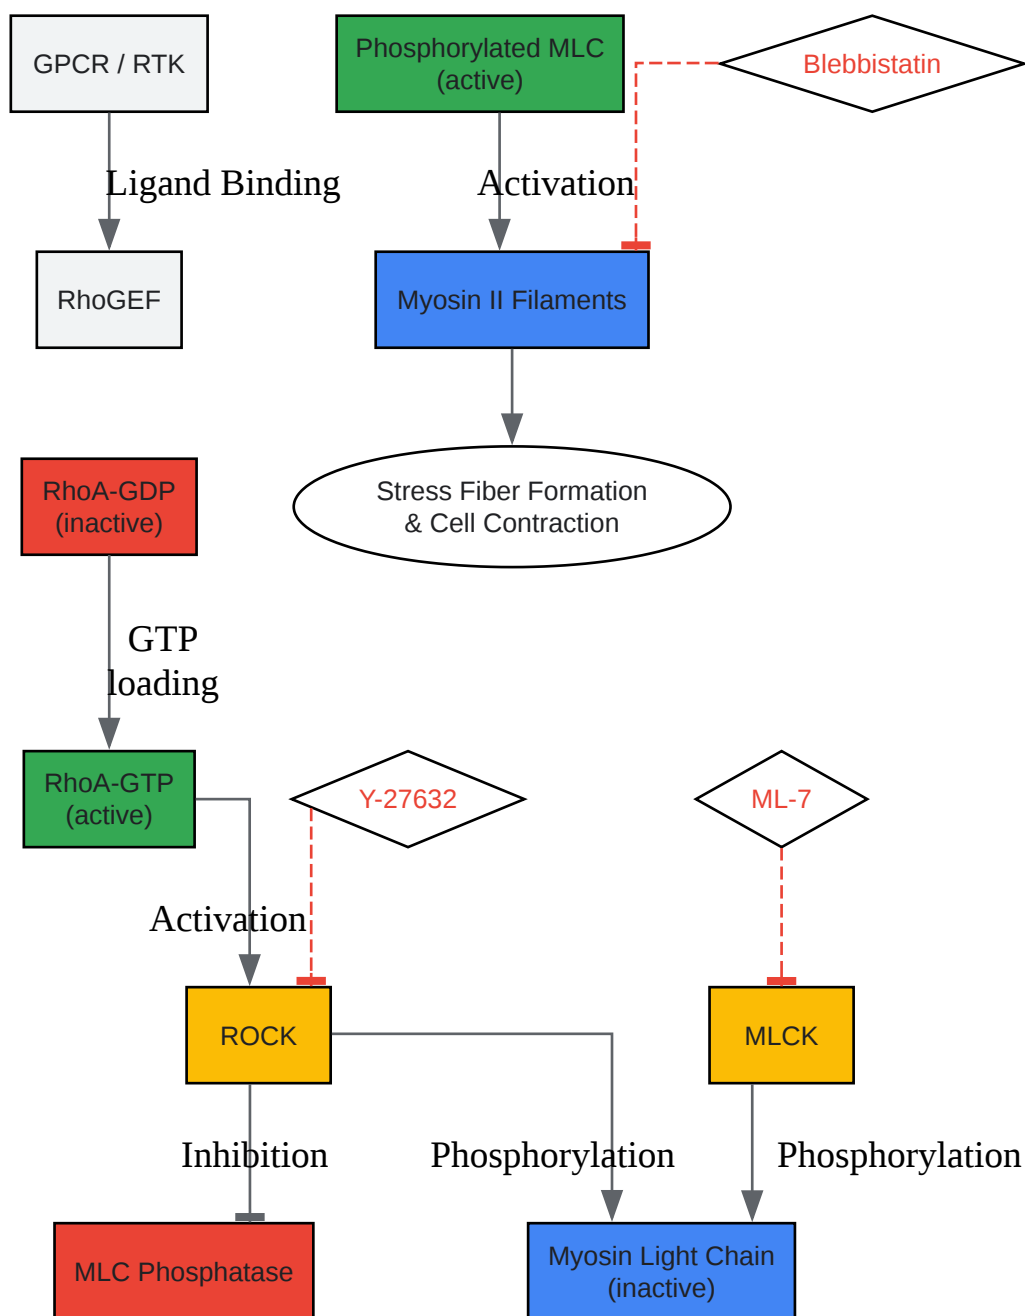 GPCR / RTK
Phosphorylated MLC
(active)
Blebbistatin
Ligand Binding
Activation
RhoGEF
Myosin II Filaments
RhoA-GDP
(inactive)
Stress Fiber Formation
& Cell Contraction
GTP
loading
RhoA-GTP
(active)
Y-27632
ML-7
Activation
ROCK
MLCK
Inhibition
Phosphorylation
Phosphorylation
MLC Phosphatase
Myosin Light Chain
(inactive)